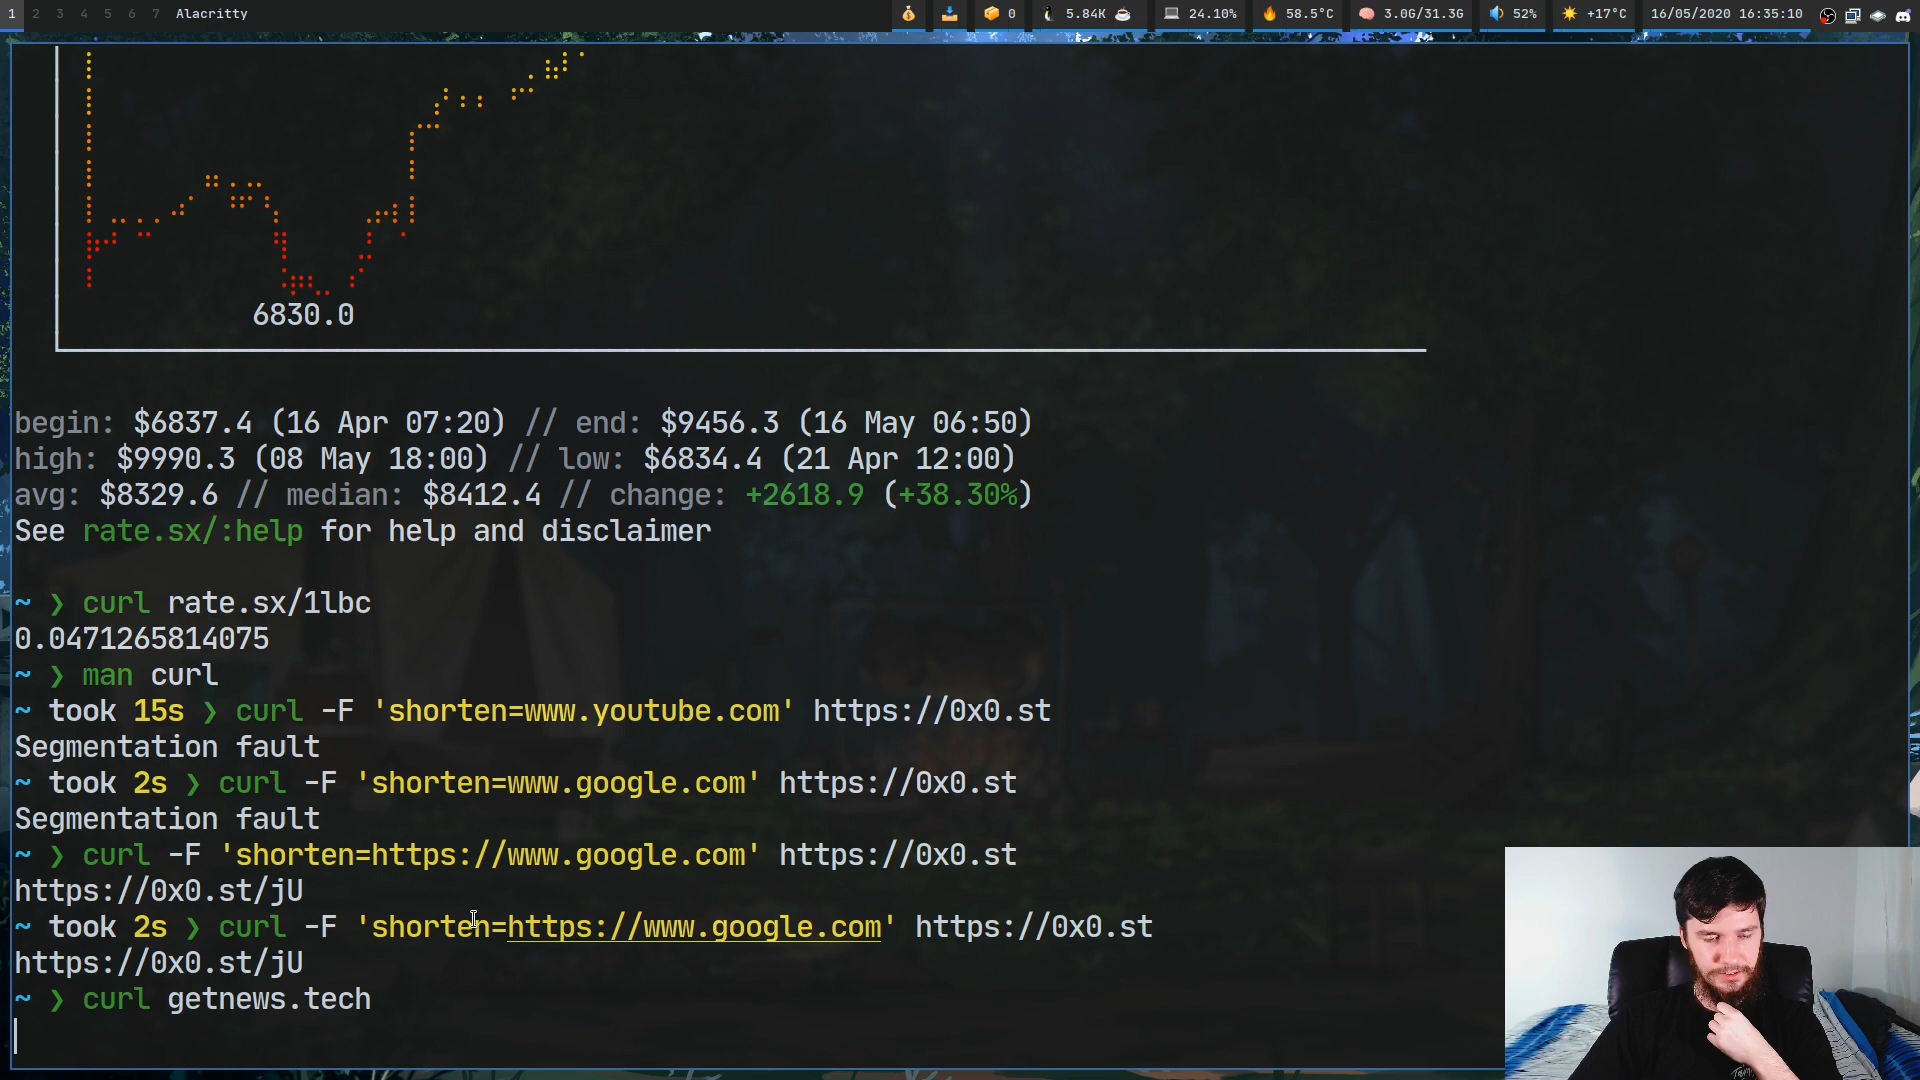 1 2 3 4 5 6 7 Alacritty 0 5.84K 24.10% 58.5°C 3.0G/31.3G 52% +17°C 16/05/2020 16:35:10
6830.0
begin: $6837.4 (16 Apr 07:20) // end: $9456.3 (16 May 06:50)
high: $9990.3 (08 May 18:00) // low: $6834.4 (21 Apr 12:00)
avg: $8329.6 // median: $8412.4 // change: +2618.9 (+38.30%)
See rate.sx/:help for help and disclaimer
~ ❯ curl rate.sx/1lbc
0.0471265814075
~ ❯ man curl
~ took 15s ❯ curl -F 'shorten=www.youtube.com' https://0x0.st
Segmentation fault
~ took 2s ❯ curl -F 'shorten=www.google.com' https://0x0.st
Segmentation fault
~ ❯ curl -F 'shorten=https://www.google.com' https://0x0.st
https://0x0.st/jU
~ took 2s ❯ curl -F 'shorten=https://www.google.com' https://0x0.st
https://0x0.st/jU
~ ❯ curl getnews.tech